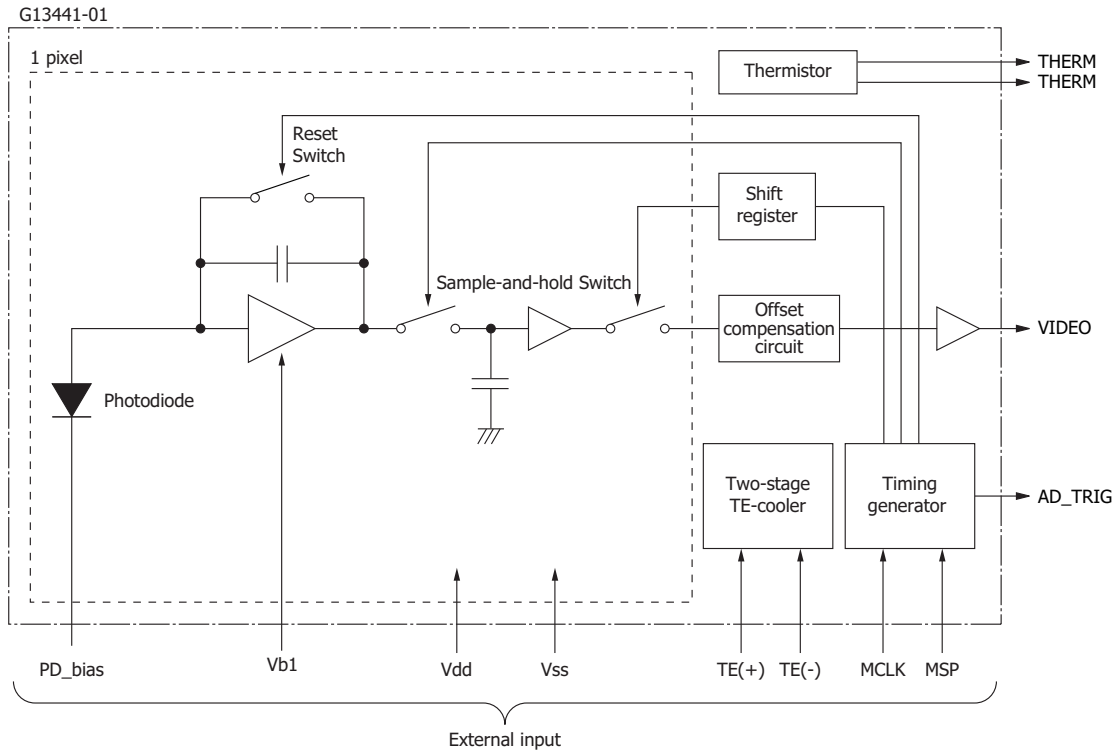 G13441-01
1 pixel
Thermistor
THERM
THERM
Reset
Switch
Shift
register
Sample-and-hold Switch
Offset
compensation
circuit
VIDEO
Photodiode
Two-stage
TE-cooler
Timing
generator
AD_TRIG
PD_bias
Vb1
Vdd
Vss
TE(+)
TE(-)
MCLK
MSP
External input